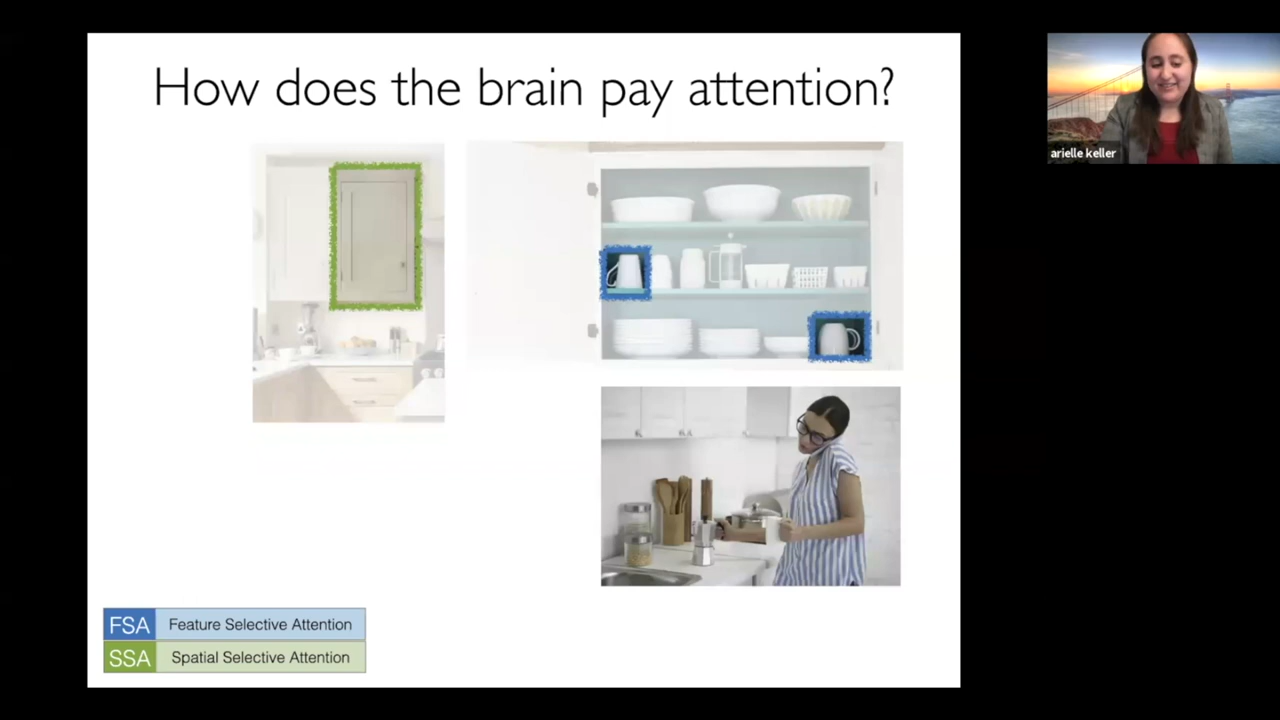 How does the brain pay attention?
arielle keller
FSA Feature Selective Attention
SSA Spatial Selective Attention